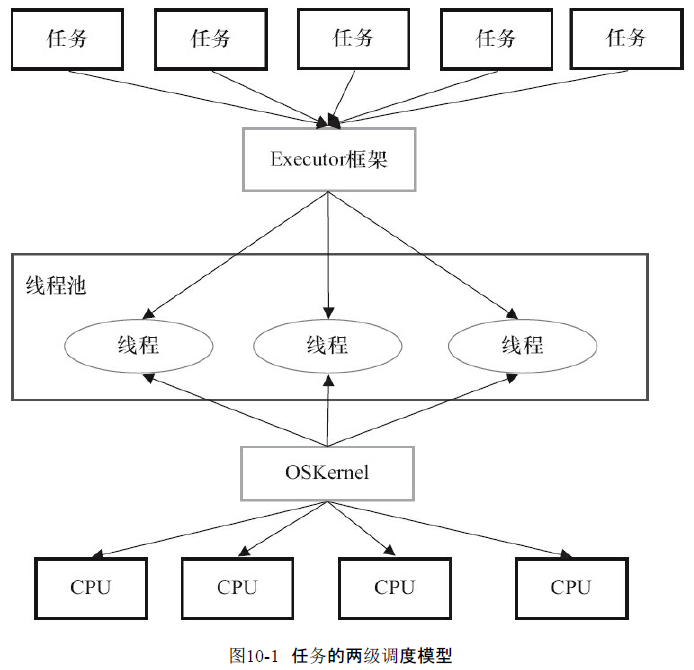 任务 任务 任务 任务 任务
Executor框架
线程池
线程 线程 线程
OSKernel
CPU CPU CPU CPU
图10-1 任务的两级调度模型